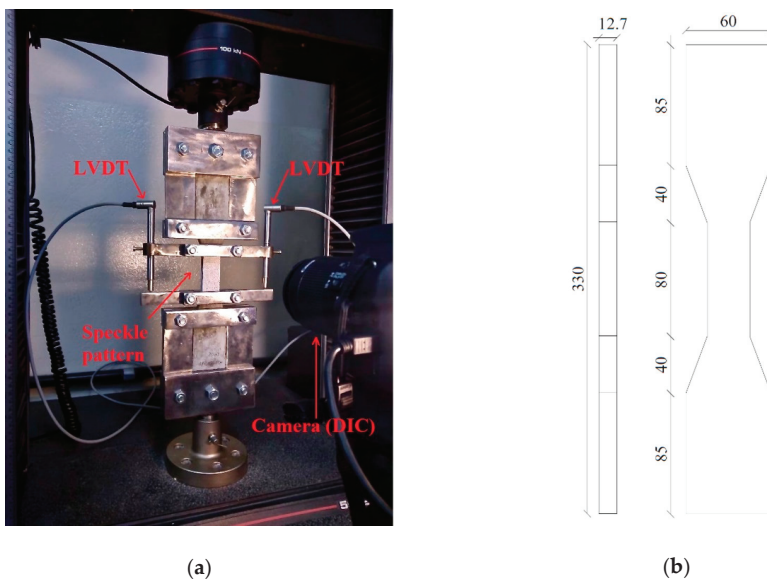 100 kN
LVDT
LVDT
Speckle
pattern
Camera (DIC)
12.7
60
85
40
330
80
40
85
(a)
(b)